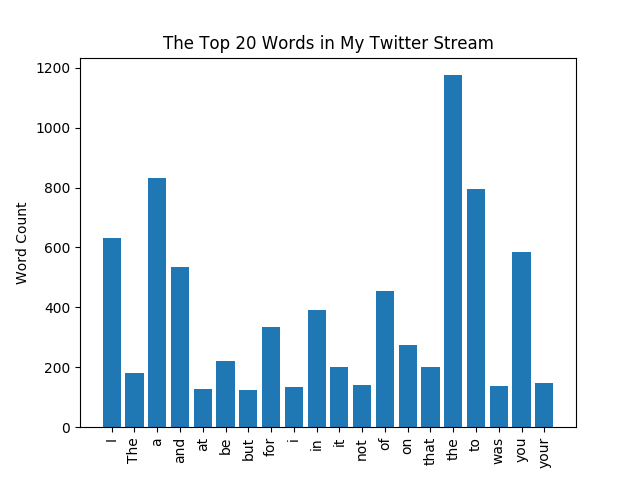 The Top 20 Words in My Twitter Stream
1200
1000
800
600
400
200
0
Word Count
I
The
a
and
at
be
but
for
i
in
it
not
of
on
that
the
to
was
you
your